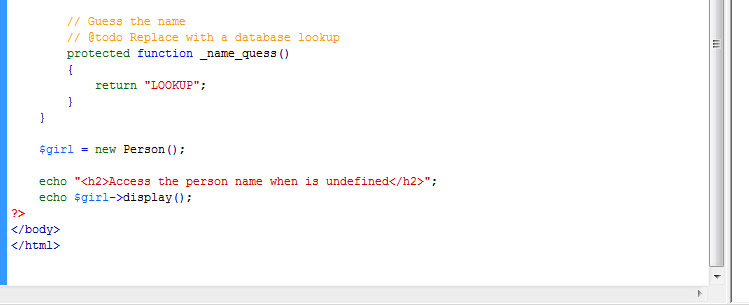 // Guess the name
// @todo Replace with a database lookup
protected function _name_quess()
{
return "LOOKUP";
}
}
$girl = new Person();
echo "<h2>Access the person name when is undefined</h2>";
echo $girl->display();
?>
</body>
</html>